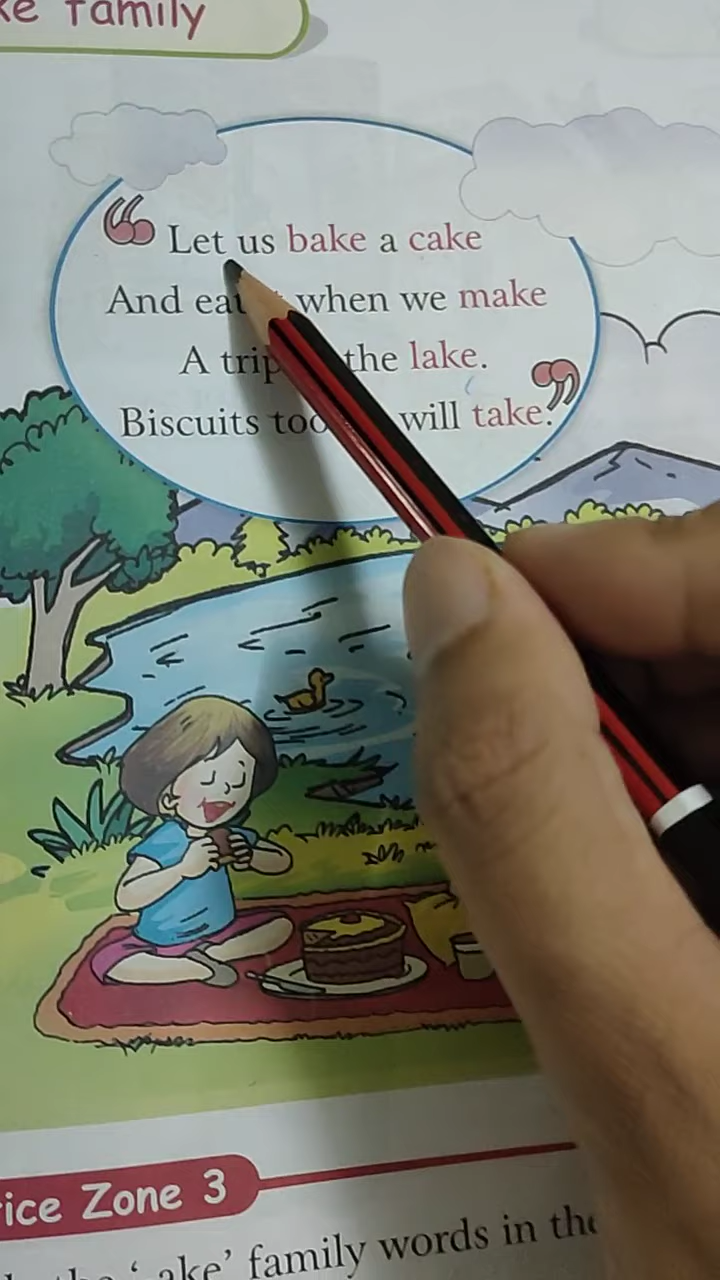 ke family
“ Let us bake a cake
And eat when we make
A trip the lake.
Biscuits too will take. ”
ice Zone 3
the ‘ ake’ family words in the